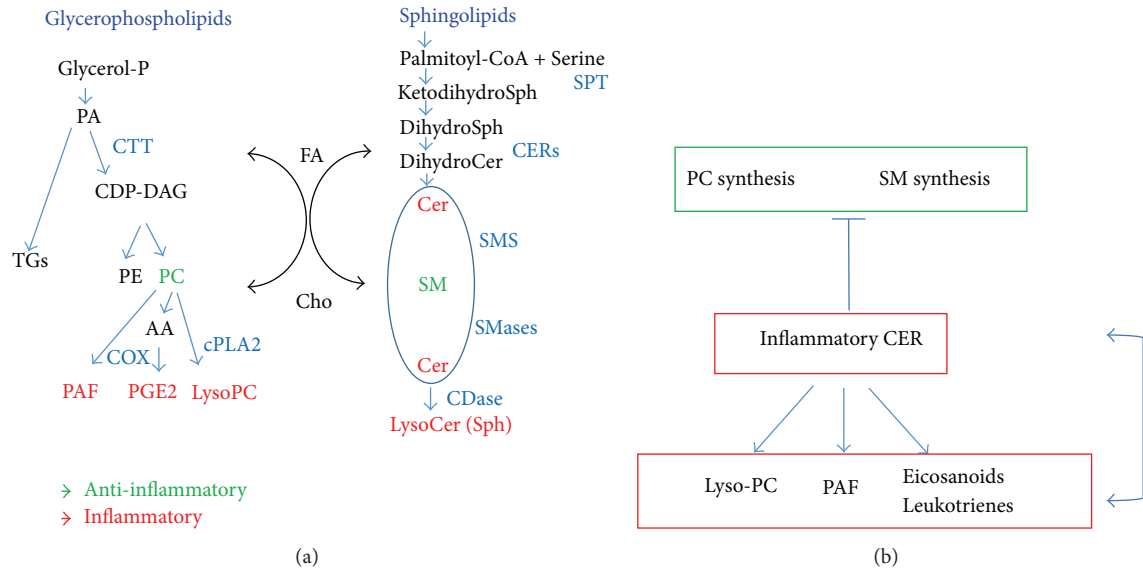 Glycerophospholipids
Glycerol-P
PA
CTT
CDP-DAG
TGs
PE PC
AA
COX
cPLA2
PAF PGE2 LysoPC
FA
Cho
Sphingolipids
Palmitoyl-CoA + Serine
SPT
KetodihydroSph
DihydroSph
CERs
DihydroCer
Cer
SMS
SM
SMases
Cer
CDase
LysoCer (Sph)
Anti-inflammatory
Inflammatory
(a)
PC synthesis SM synthesis
Inflammatory CER
Lyso-PC PAF Eicosanoids
Leukotrienes
(b)